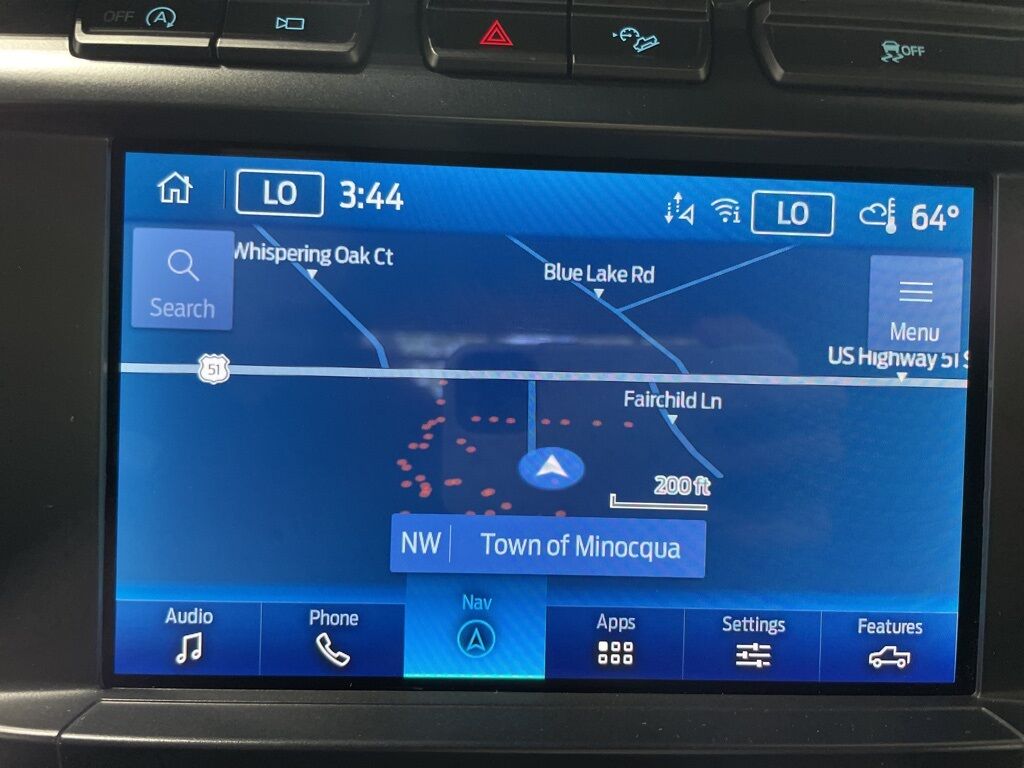 OFF A
OFF
LO 3:44 LO 64°
Search
Whispering Oak Ct
Blue Lake Rd
Menu
US Highway 51 S
51
Fairchild Ln
200 ft
NW Town of Minocqua
Audio
Phone
Nav
Apps
Settings
Features